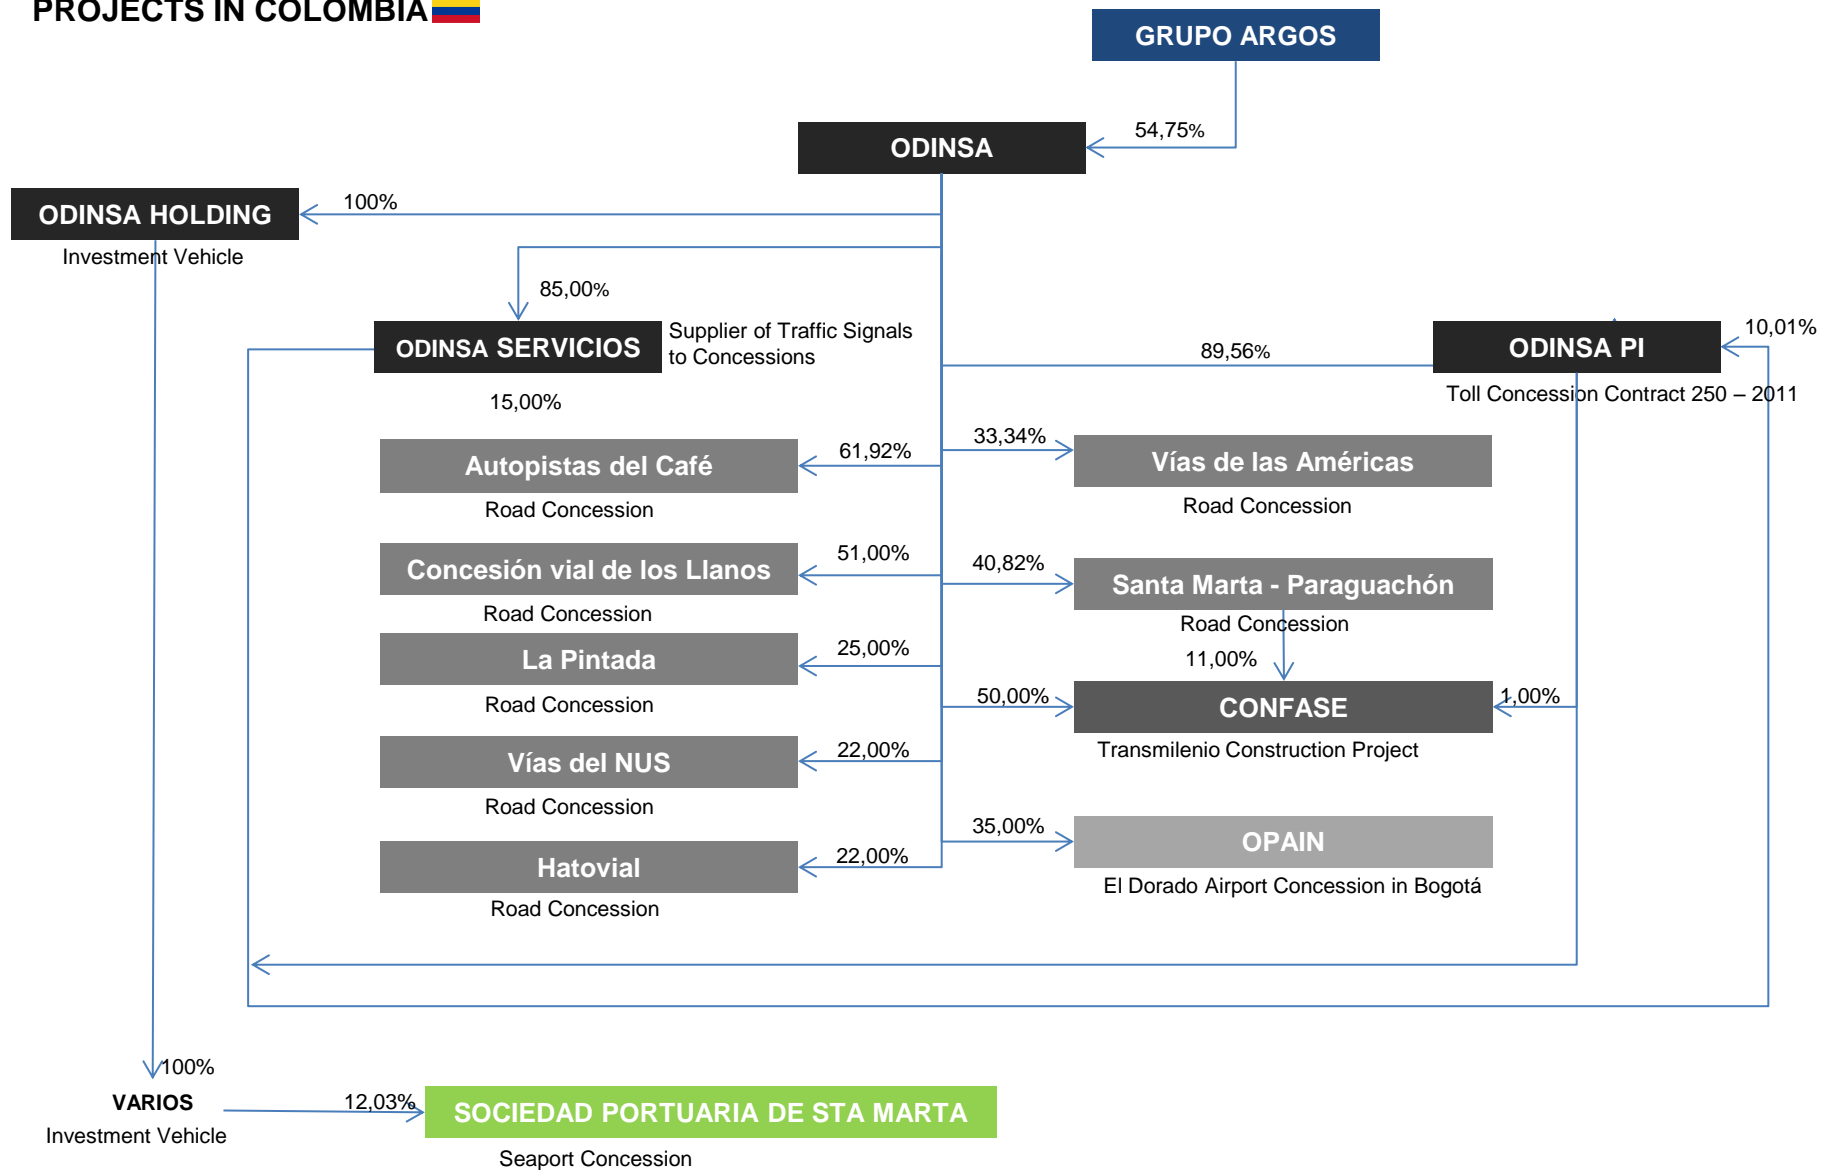 PROJECTS IN COLOMBIA
GRUPO ARGOS
54,75%
ODINSA
100%
ODINSA HOLDING
Investment Vehicle
85,00%
ODINSA SERVICIOS
Supplier of Traffic Signals
to Concessions
15,00%
89,56%
ODINSA PI
10,01%
Toll Concession Contract 250 – 2011
Autopistas del Café
61,92%
Road Concession
33,34%
Vías de las Américas
Road Concession
Concesión vial de los Llanos
51,00%
Road Concession
40,82%
Santa Marta - Paraguachón
Road Concession
La Pintada
25,00%
Road Concession
11,00%
50,00%
CONFASE
1,00%
Transmilenio Construction Project
Vías del NUS
22,00%
Road Concession
35,00%
OPAIN
El Dorado Airport Concession in Bogotá
Hatovial
22,00%
Road Concession
100%
VARIOS
Investment Vehicle
12,03%
SOCIEDAD PORTUARIA DE STA MARTA
Seaport Concession